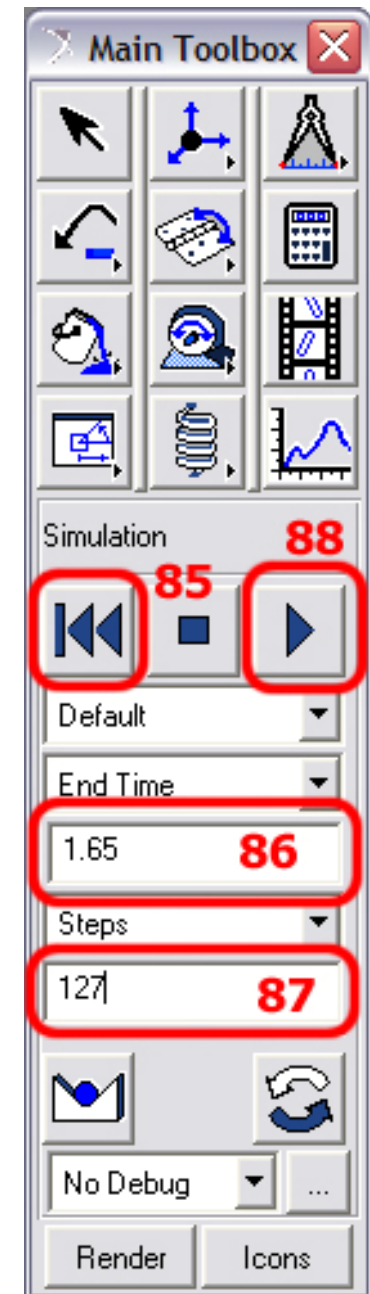 Main Toolbox
Simulation
88
85
Default
End Time
1.65
86
Steps
127
87
No Debug
...
Render
Icons